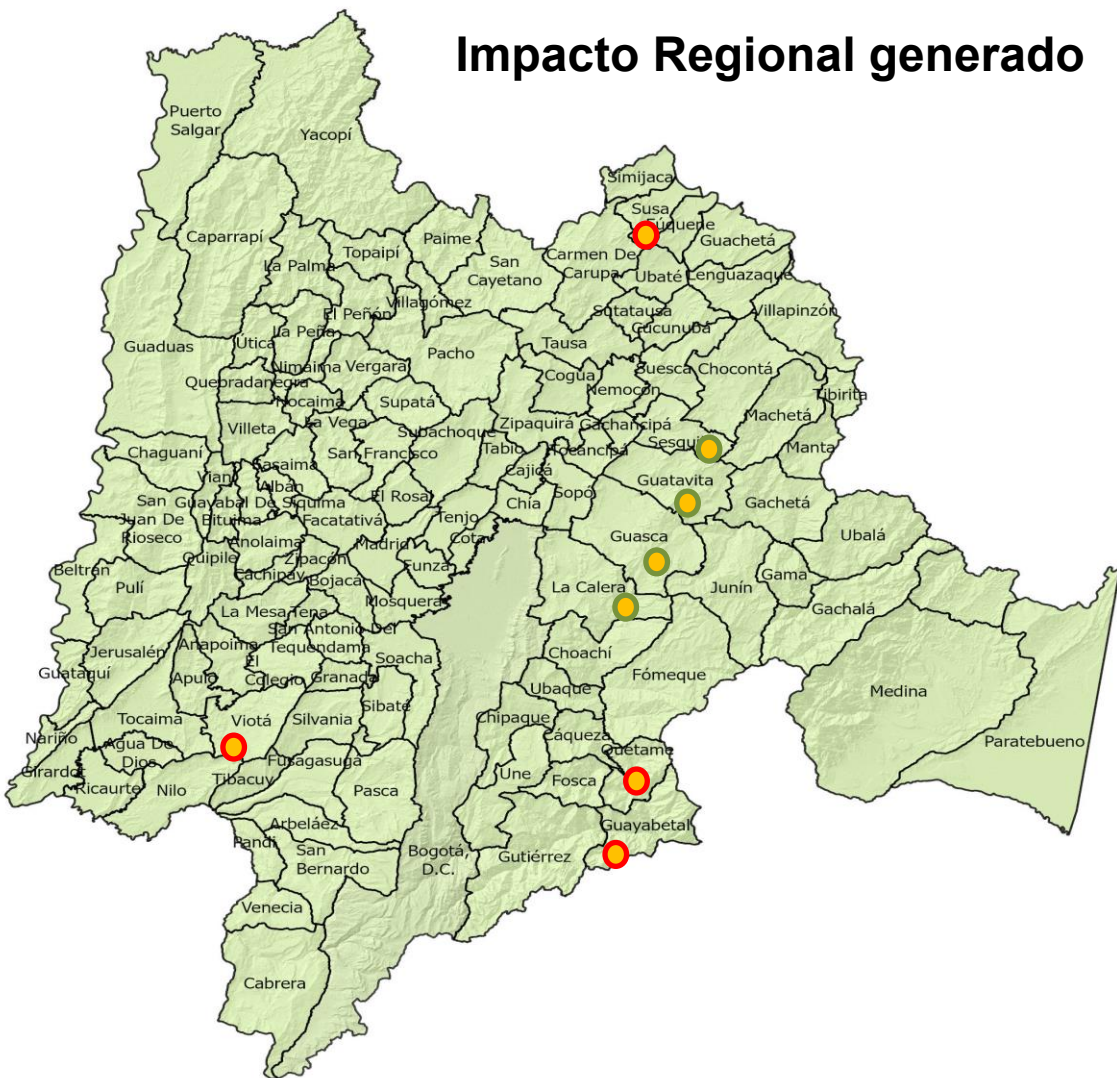 Impacto Regional generado
Puerto
Salgar
Yacopí
Simijaca
Susa
Fúquene
Guachetá
Caparrapí
Topaipí
Paime
San
Cayetano
Carmen De
Carupa
Ubaté
Lenguazaque
La Palma
Villagómez
El Peñón
Sutatausa
Cucunubá
Villapinzón
Guaduas
Útica
La Peña
Pacho
Tausa
Nimaima
Vergara
Cogua
Suesca
Chocontá
Quebradanegra
Nemocón
Tibirita
Nocaima
Supatá
Machetá
Villeta
La Vega
Subachoque
Zipaquirá
Gachancipá
Sesquilé
Manta
Chaguaní
San
Francisco
Tabio
Tocancipá
Sasaima
Cajicá
Vianí
Albán
Guatavita
San
Juan De
Rioseco
Guayabal De Síquima
El Rosal
Chía
Sopó
Gachetá
Bituima
Facatativá
Tenjo
Ubalá
Anolaima
Madrid
Cota
Guasca
Beltrán
Quipile
Zipacón
Funza
Pulí
Cachipay
Bojacá
La Calera
Junín
Gama
Mosquera
Gachalá
La Mesa
Tena
San Antonio Del
Tequendama
Jerusalén
Anapoima
Soacha
Choachí
Guataquí
Apulo
El
Colegio
Granada
Fómeque
Ubaque
Medina
Sibaté
Tocaima
Viotá
Silvania
Chipaque
Nariño
Agua De
Dios
Cáqueza
Paratebueno
Quetame
Girardot
Fusagasugá
Ricaurte
Nilo
Tibacuy
Pasca
Une
Fosca
Arbeláez
Guayabetal
Pandi
San
Bernardo
Bogotá,
D.C.
Gutiérrez
Venecia
Cabrera